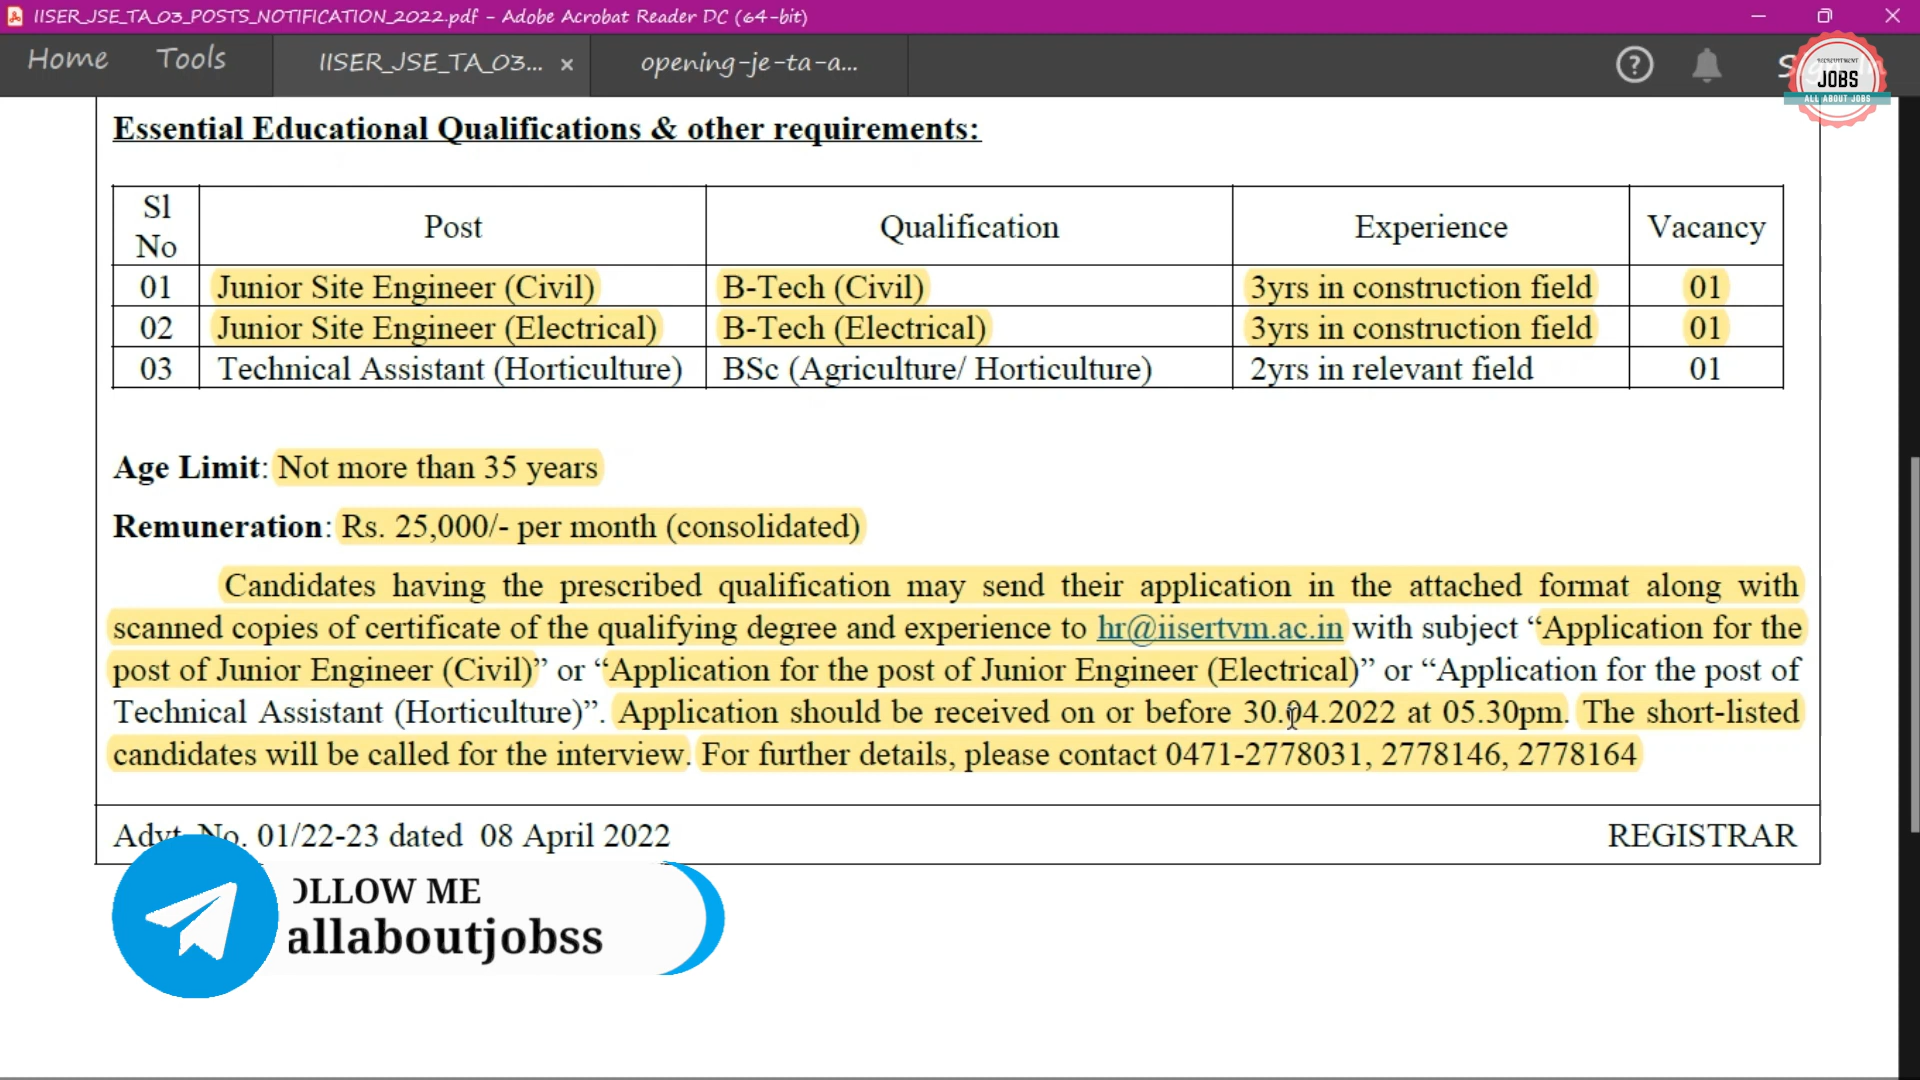 IISER_JSE_TA_03_POSTS_NOTIFICATION_2022.pdf - Adobe Acrobat Reader DC (64-bit)
Home Tools IISER_JSE_TA_03... × opening-je-ta-a...
RECRUITMENT
JOBS
ALL ABOUT JOBS
Essential Educational Qualifications & other requirements:
Sl No Post Qualification Experience Vacancy
01 Junior Site Engineer (Civil) B-Tech (Civil) 3yrs in construction field 01
02 Junior Site Engineer (Electrical) B-Tech (Electrical) 3yrs in construction field 01
03 Technical Assistant (Horticulture) BSc (Agriculture/ Horticulture) 2yrs in relevant field 01
Age Limit: Not more than 35 years
Remuneration: Rs. 25,000/- per month (consolidated)
Candidates having the prescribed qualification may send their application in the attached format along with
scanned copies of certificate of the qualifying degree and experience to hr@iisertvm.ac.in with subject “Application for the
post of Junior Engineer (Civil)” or “Application for the post of Junior Engineer (Electrical)” or “Application for the post of
Technical Assistant (Horticulture)”. Application should be received on or before 30.04.2022 at 05.30pm. The short-listed
candidates will be called for the interview. For further details, please contact 0471-2778031, 2778146, 2778164
Advt. No. 01/22-23 dated 08 April 2022 REGISTRAR
OLLOW ME
allaboutjobss